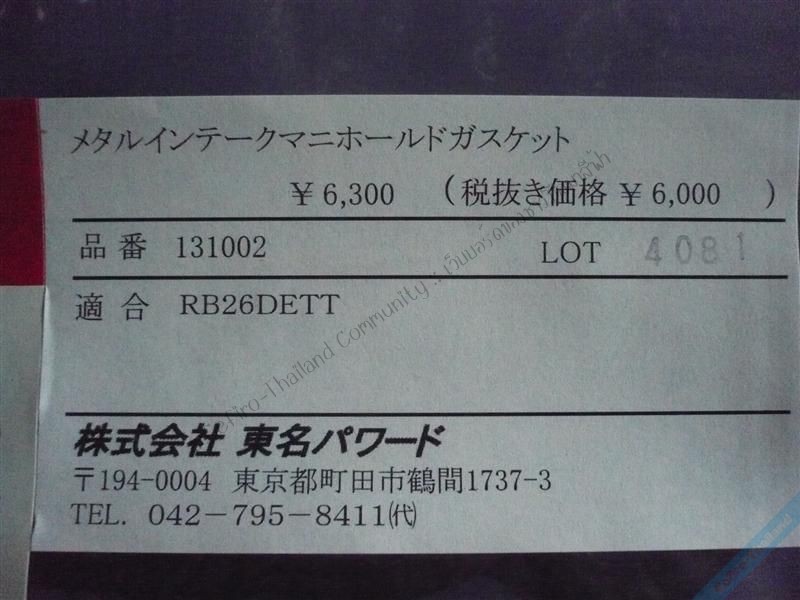 メタルインテークマニホールドガスケット
￥6,300 （税抜き価格 ￥6,000 ）
品番 131002 LOT 4081
適合 RB26DETT
-Thailand Community :.
株式会社 東名パワード
〒194-0004 東京都町田市鶴間1737-3
TEL. 042－795－8411㈹